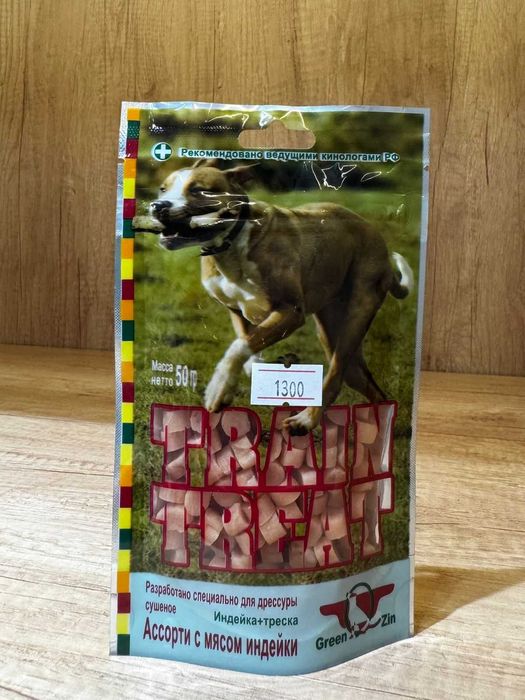 Рекомендовано ведущими кинологами РФ
Масса
нетто 50 гр
1300
TRAIN
TREAT
Разработано специально для дрессуры
сушеное
Индейка+треска
Ассорти с мясом индейки
Green Zin